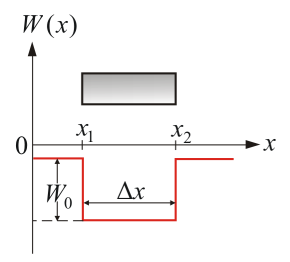 W(x)
x₁ x₂
0 x
W₀ Δx